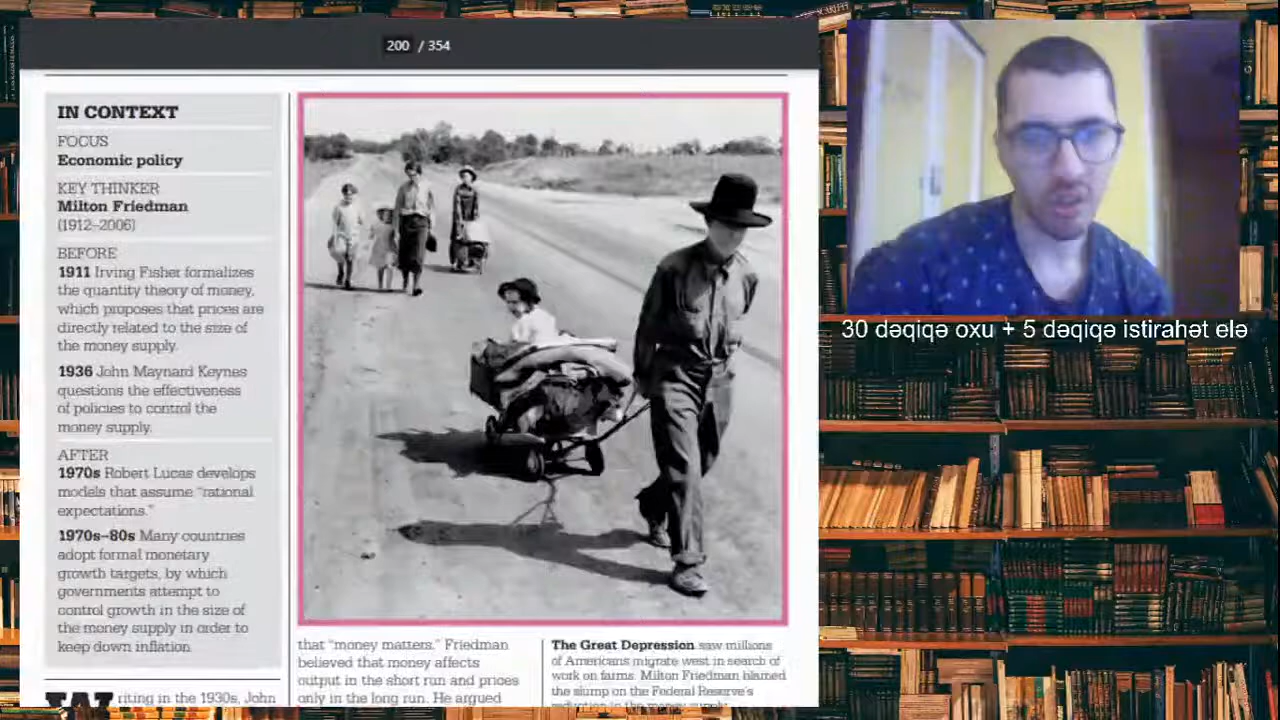 200 / 354
IN CONTEXT
FOCUS
Economic policy
KEY THINKER
Milton Friedman
(1912–2006)
BEFORE
1911 Irving Fisher formalizes
the quantity theory of money,
which proposes that prices are
directly related to the size of
the money supply.
1936 John Maynard Keynes
questions the effectiveness
of policies to control the
money supply.
AFTER
1970s Robert Lucas develops
models that assume “rational
expectations.”
1970s–80s Many countries
adopt formal monetary
growth targets, by which
governments attempt to
control growth in the size of
the money supply in order to
keep down inflation.
riting in the 1930s, John
that “money matters.” Friedman
believed that money affects
output in the short run and prices
only in the long run. He argued
The Great Depression saw millions
of Americans migrate west in search of
work on farms. Milton Friedman blamed
the slump on the Federal Reserve’s
reduction in the money supply.
30 dəqiqə oxu + 5 dəqiqə istirahət elə